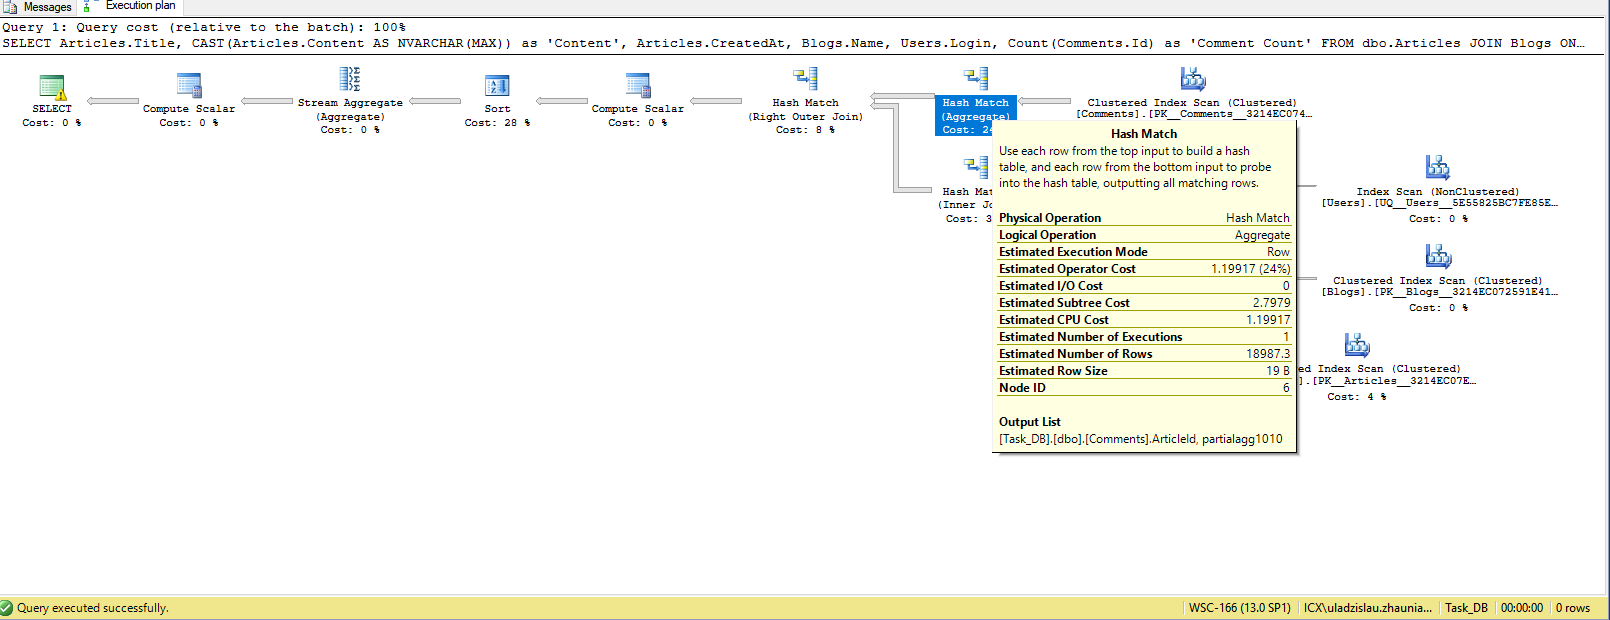 Messages
Execution plan
Query 1: Query cost (relative to the batch): 100%
SELECT Articles.Title, CAST(Articles.Content AS NVARCHAR(MAX)) as 'Content', Articles.CreatedAt, Blogs.Name, Users.Login, Count(Comments.Id) as 'Comment Count' FROM dbo.Articles JOIN Blogs ON…
SELECT
Cost: 0 %
Compute Scalar
Cost: 0 %
Stream Aggregate
(Aggregate)
Cost: 0 %
Sort
Cost: 28 %
Compute Scalar
Cost: 0 %
Hash Match
(Right Outer Join)
Cost: 8 %
Hash Match
(Aggregate)
Cost: 24
Clustered Index Scan (Clustered)
[Comments].[PK__Comments__3214EC074…
Hash Mat
(Inner Jo
Cost: 3
Index Scan (NonClustered)
[Users].[UQ__Users__5E55825BC7FE85E…
Cost: 0 %
Clustered Index Scan (Clustered)
[Blogs].[PK__Blogs__3214EC072591E41…
Cost: 0 %
ed Index Scan (Clustered)
].[PK__Articles__3214EC07E…
Cost: 4 %
Hash Match
Use each row from the top input to build a hash
table, and each row from the bottom input to probe
into the hash table, outputting all matching rows.
Physical Operation Hash Match
Logical Operation Aggregate
Estimated Execution Mode Row
Estimated Operator Cost 1.19917 (24%)
Estimated I/O Cost 0
Estimated Subtree Cost 2.7979
Estimated CPU Cost 1.19917
Estimated Number of Executions 1
Estimated Number of Rows 18987.3
Estimated Row Size 19 B
Node ID 6
Output List
[Task_DB].[dbo].[Comments].ArticleId, partialagg1010
Query executed successfully.
WSC-166 (13.0 SP1)
ICX\uladzislau.zhaunia...
Task_DB
00:00:00
0 rows